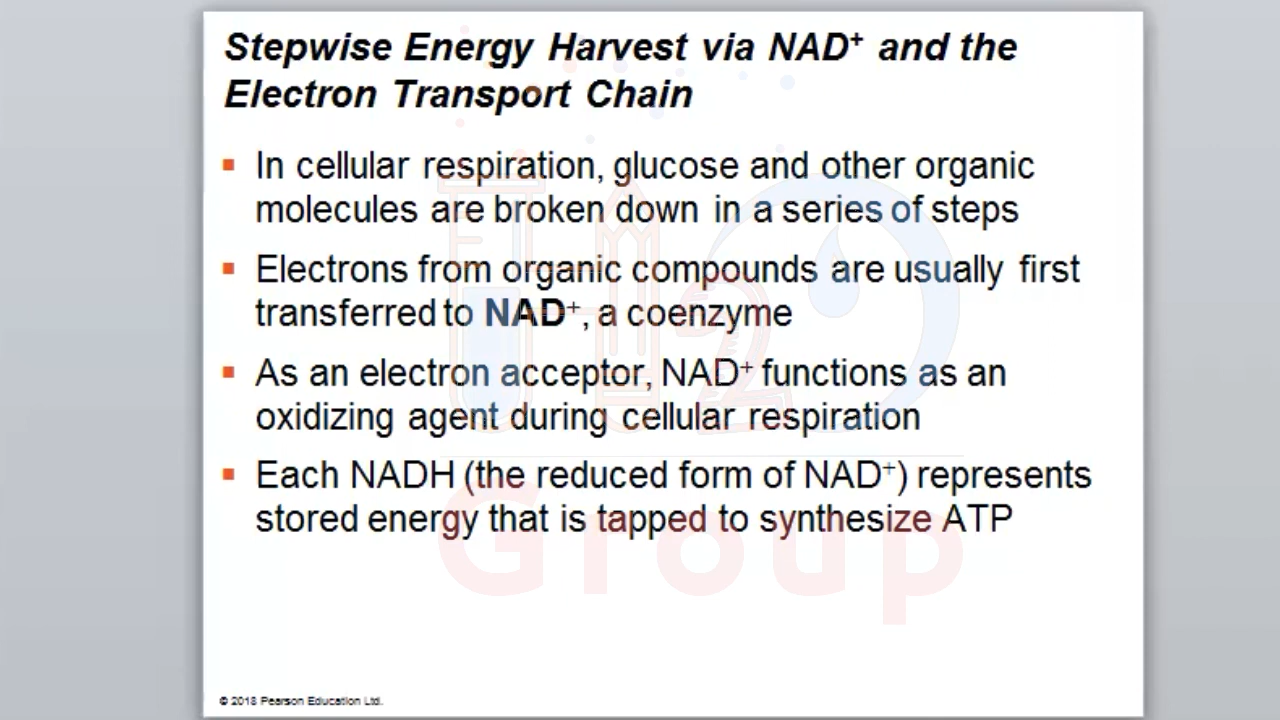 Stepwise Energy Harvest via NAD⁺ and the
Electron Transport Chain
▪ In cellular respiration, glucose and other organic
molecules are broken down in a series of steps
▪ Electrons from organic compounds are usually first
transferred to NAD⁺, a coenzyme
▪ As an electron acceptor, NAD⁺ functions as an
oxidizing agent during cellular respiration
▪ Each NADH (the reduced form of NAD⁺) represents
stored energy that is tapped to synthesize ATP
H2O
Group
© 2018 Pearson Education Ltd.